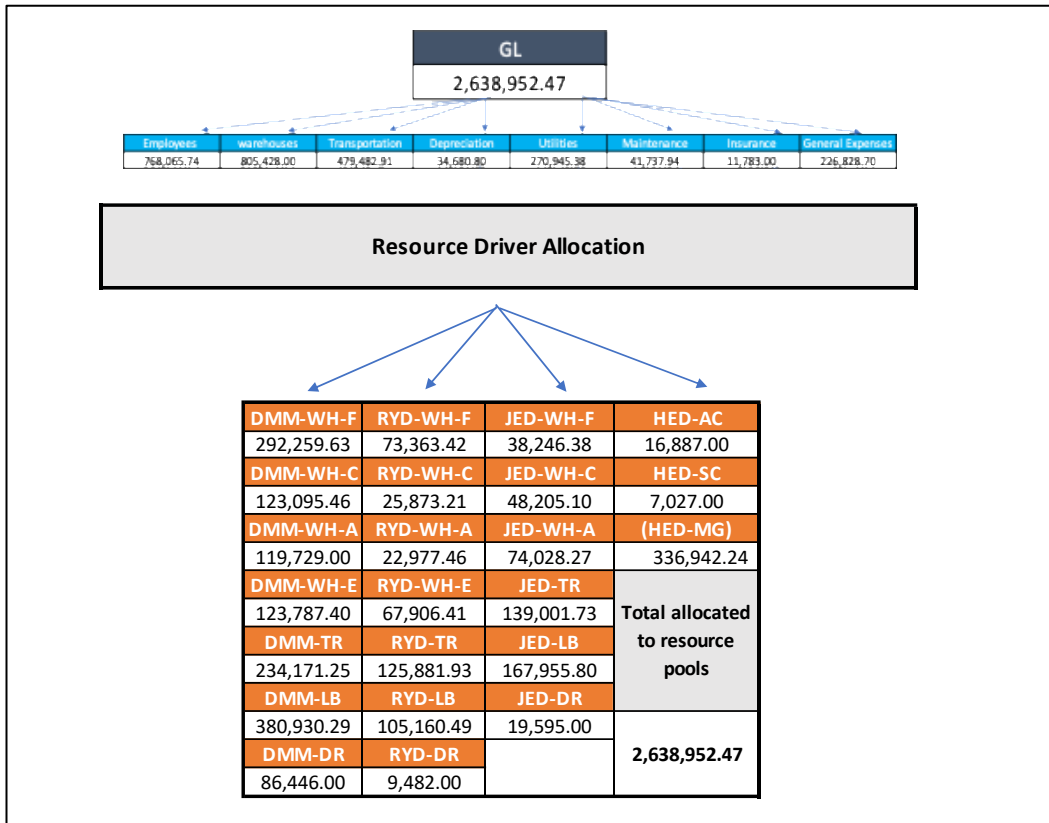 GL
2,638,952.47
Employees warehouses Transportation Depreciation Utilities Maintenance Insurance General Expenses
768,065.74 805,428.00 479,482.91 34,680.80 270,945.38 41,737.94 11,783.00 226,828.70
Resource Driver Allocation
DMM-WH-F RYD-WH-F JED-WH-F HED-AC
292,259.63 73,363.42 38,246.38 16,887.00
DMM-WH-C RYD-WH-C JED-WH-C HED-SC
123,095.46 25,873.21 48,205.10 7,027.00
DMM-WH-A RYD-WH-A JED-WH-A (HED-MG)
119,729.00 22,977.46 74,028.27 336,942.24
DMM-WH-E RYD-WH-E JED-TR
123,787.40 67,906.41 139,001.73
Total allocated
to resource
pools
DMM-TR RYD-TR JED-LB
234,171.25 125,881.93 167,955.80
DMM-LB RYD-LB JED-DR
380,930.29 105,160.49 19,595.00
2,638,952.47
DMM-DR RYD-DR
86,446.00 9,482.00